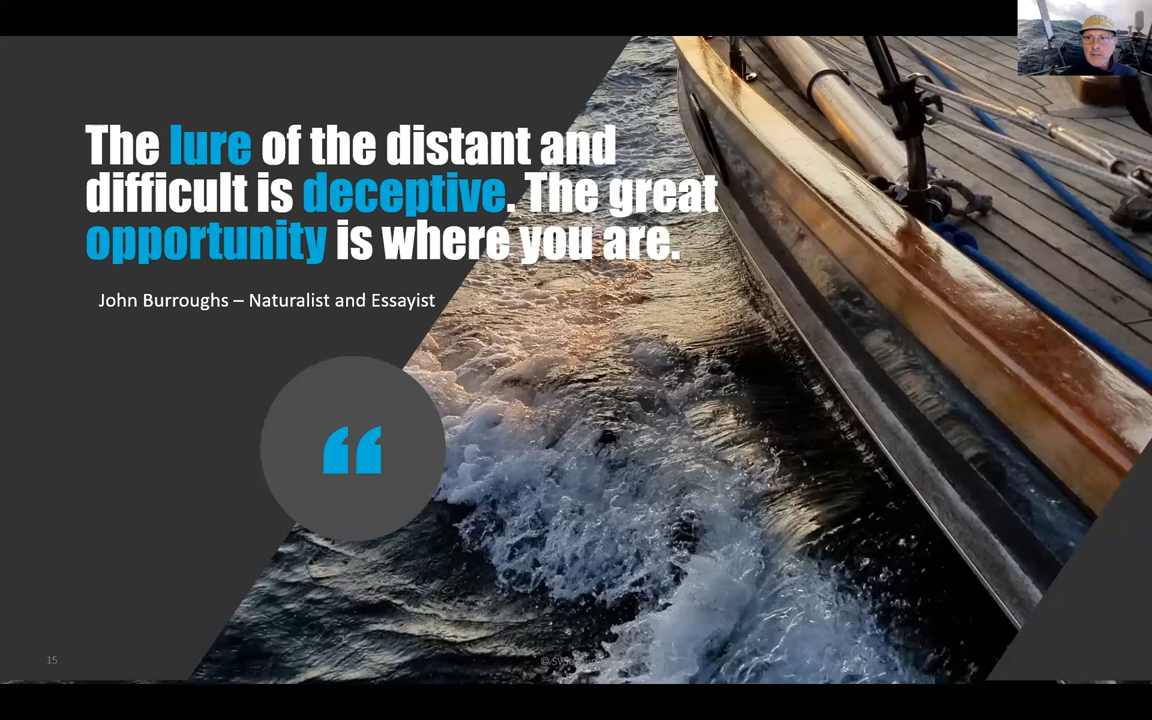 The lure of the distant and
difficult is deceptive. The great
opportunity is where you are.
John Burroughs – Naturalist and Essayist
“
15